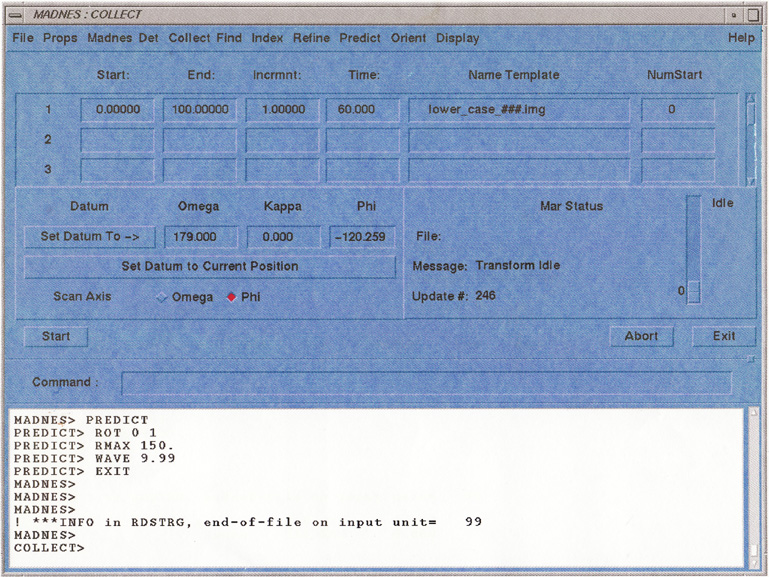 MADNES : COLLECT
File Props Madnes Det Collect Find Index Refine Predict Orient Display Help
Start: End: Incrmnt: Time: Name Template NumStart
1 0.00000 100.00000 1.00000 60.000 lower_case_###.img 0
2
3
Datum Omega Kappa Phi
Set Datum To -> 179.000 0.000 -120.259
Set Datum to Current Position
Scan Axis Omega Phi
Mar Status Idle
File:
Message: Transform Idle
Update #: 246 0
Start Abort Exit
Command :
MADNES> PREDICT
PREDICT> ROT 0 1
PREDICT> RMAX 150.
PREDICT> WAVE 9.99
PREDICT> EXIT
MADNES>
MADNES>
MADNES>
! ***INFO in RDSTRG, end-of-file on input unit= 99
MADNES>
COLLECT>